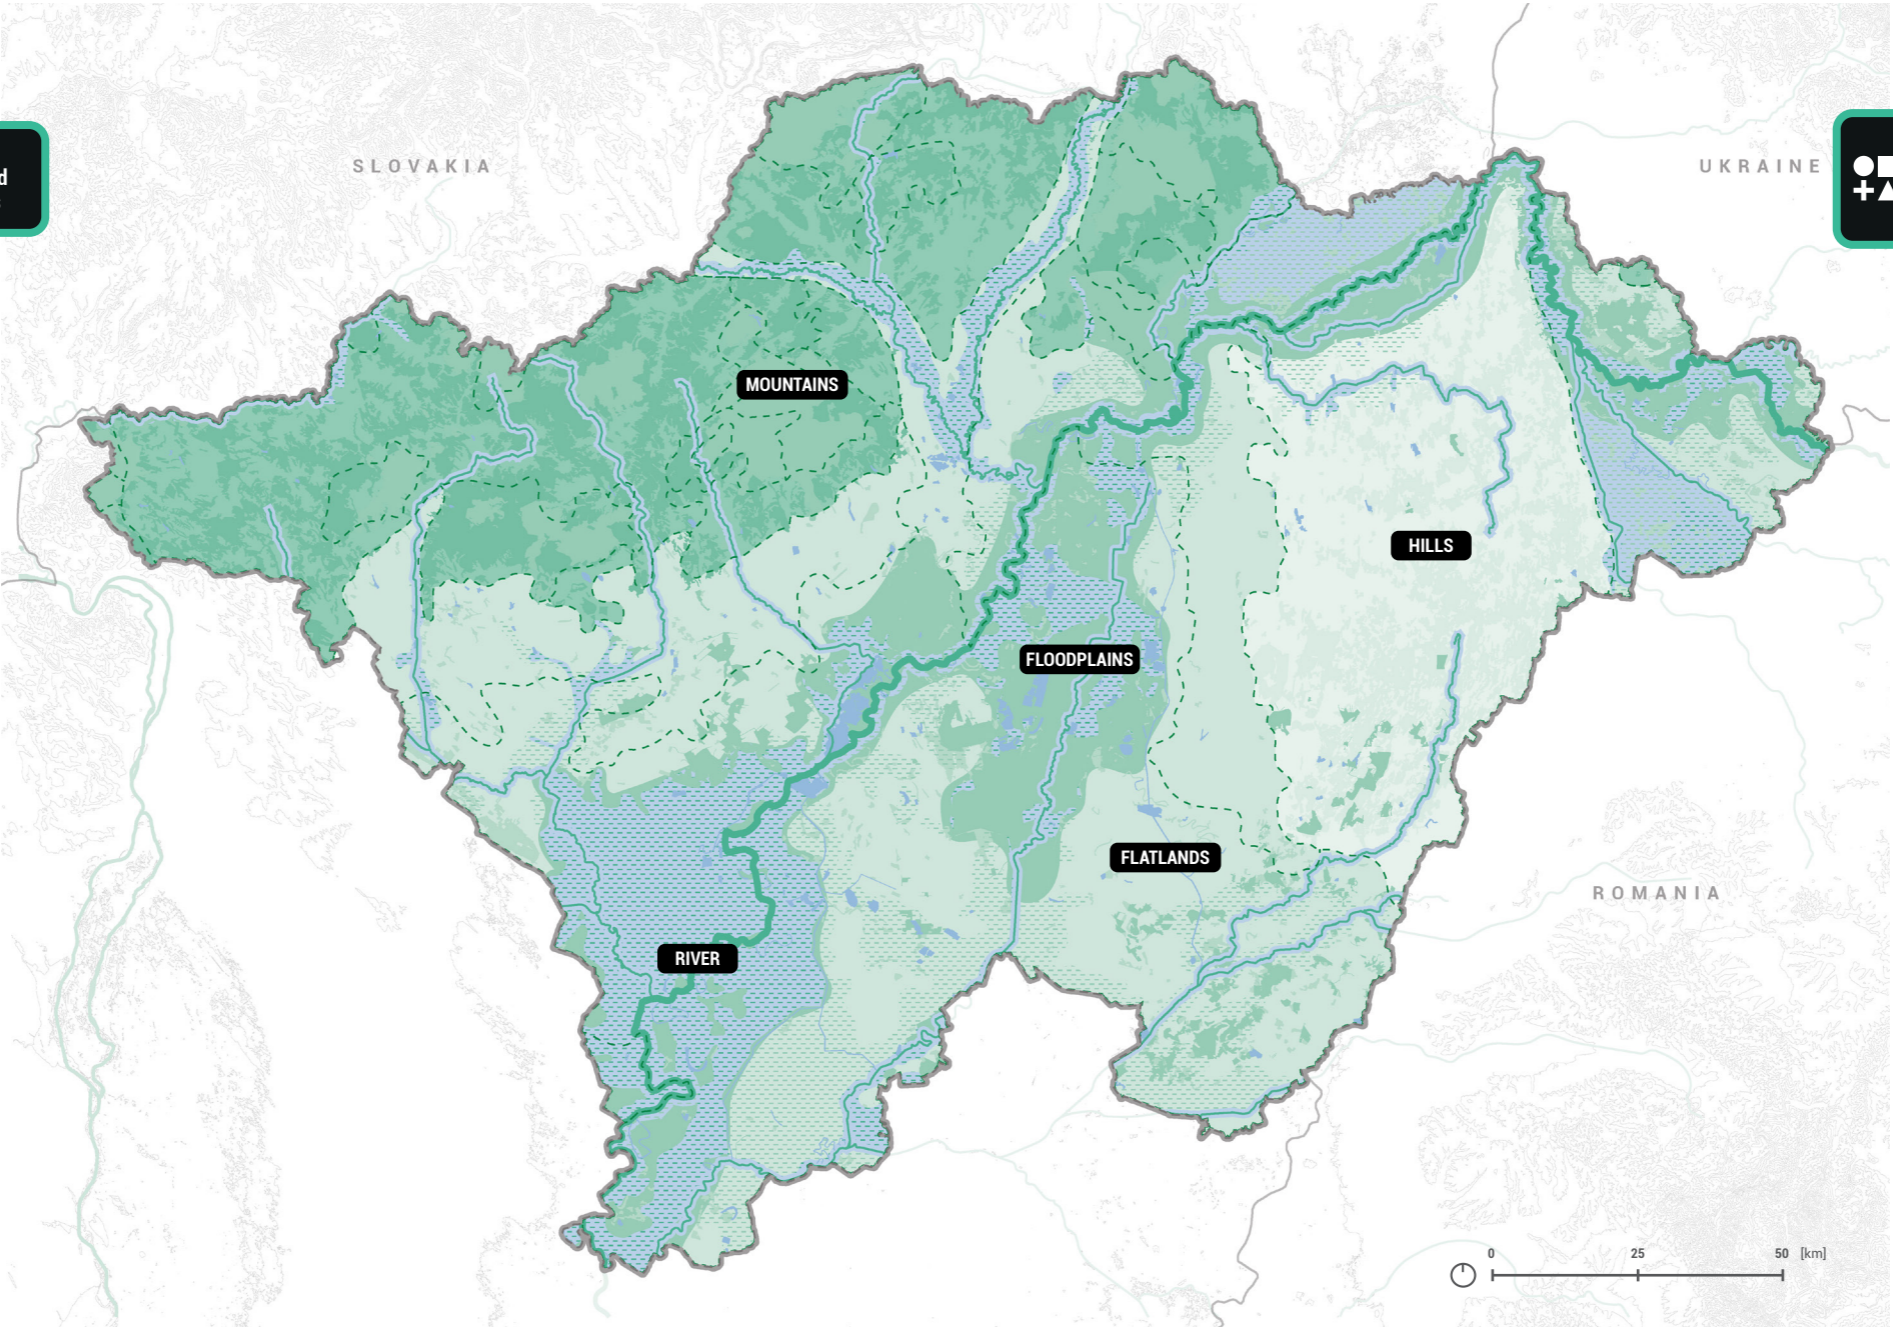 SLOVAKIA
UKRAINE
d
MOUNTAINS
HILLS
FLOODPLAINS
FLATLANDS
ROMANIA
RIVER
0 25 50 [km]